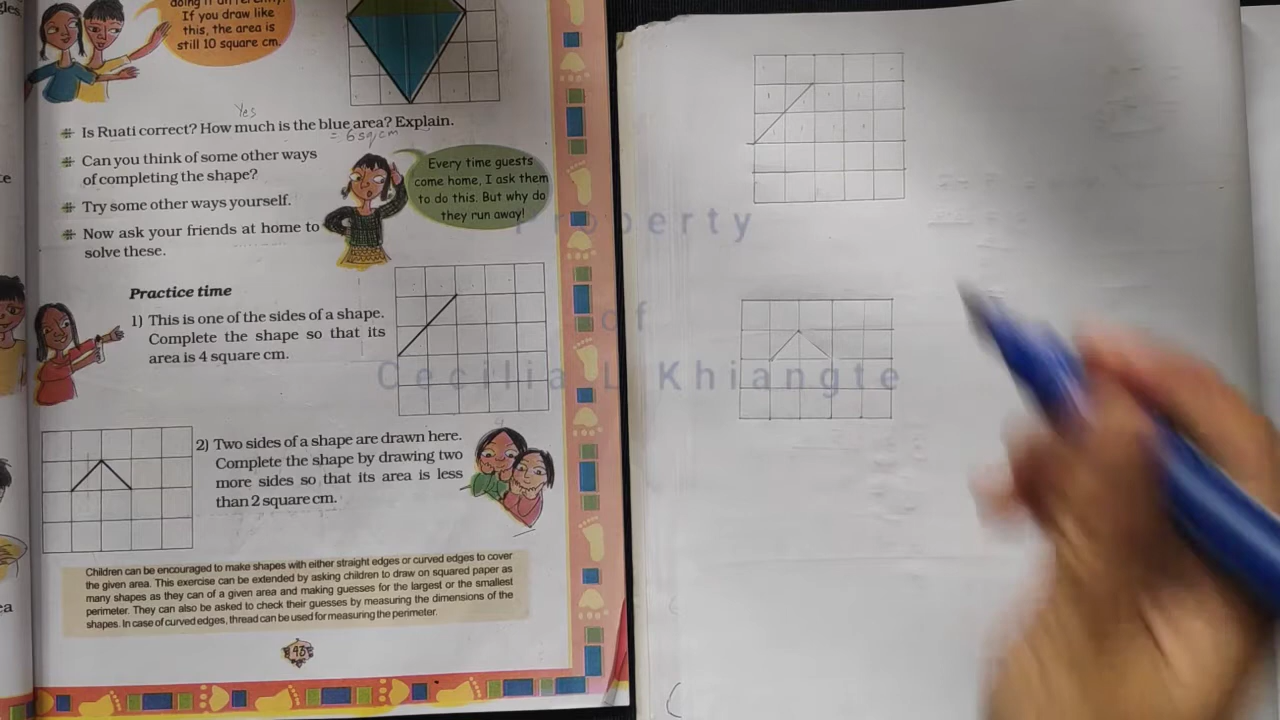 gles
doing it differently.
If you draw like
this, the area is
still 10 square cm.
Yes
Is Ruati correct? How much is the blue area? Explain.
= 6 sq cm
Can you think of some other ways
of completing the shape?
Try some other ways yourself.
Now ask your friends at home to
solve these.
Every time guests
come home, I ask them
to do this. But why do
they run away!
Practice time
1) This is one of the sides of a shape.
Complete the shape so that its
area is 4 square cm.
2) Two sides of a shape are drawn here.
Complete the shape by drawing two
more sides so that its area is less
than 2 square cm.
Children can be encouraged to make shapes with either straight edges or curved edges to cover
the given area. This exercise can be extended by asking children to draw on squared paper as
many shapes as they can of a given area and making guesses for the largest or the smallest
perimeter. They can also be asked to check their guesses by measuring the dimensions of the
shapes. In case of curved edges, thread can be used for measuring the perimeter.
43
Property
of
Cecilia L Khiangte